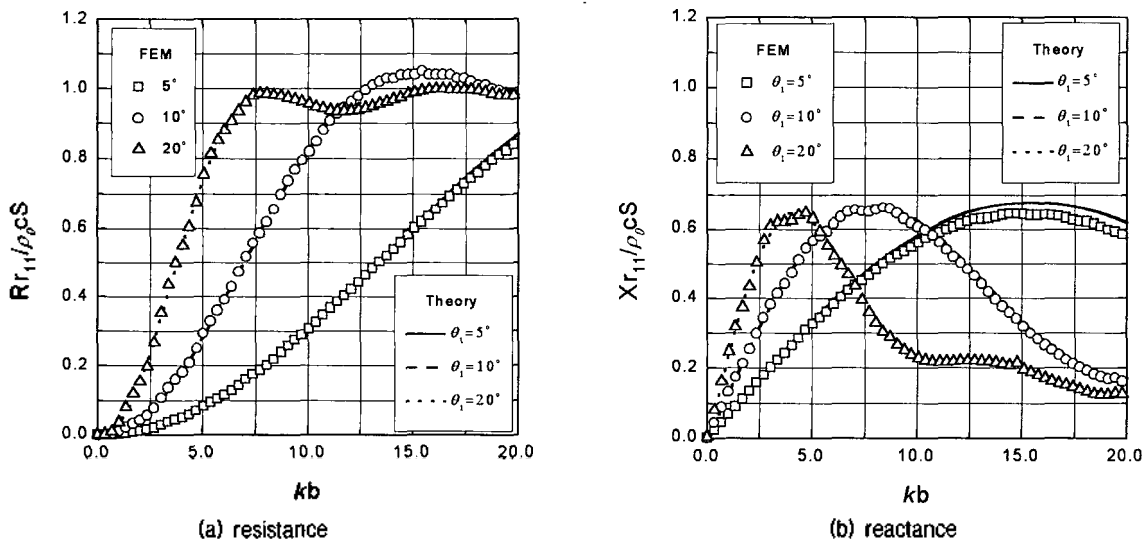 1.2
1.0
0.8
0.6
0.4
0.2
0.0
Rr₁₁/ρ₀cS
FEM
5°
10°
20°
Theory
θ₁=5°
θ₁=10°
θ₁=20°
0.0 5.0 10.0 15.0 20.0
kb
(a) resistance
1.2
1.0
0.8
0.6
0.4
0.2
0.0
Xr₁₁/ρ₀cS
FEM
θ₁=5°
θ₁=10°
θ₁=20°
Theory
θ₁=5°
θ₁=10°
θ₁=20°
0.0 5.0 10.0 15.0 20.0
kb
(b) reactance